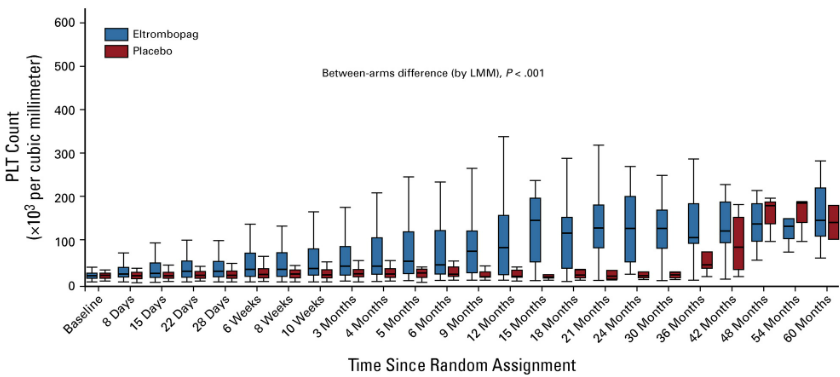 600
500
400
300
200
100
0
PLT Count
(×10³ per cubic millimeter)
Eltrombopag
Placebo
Between-arms difference (by LMM), P < .001
Baseline
8 Days
15 Days
22 Days
28 Days
6 Weeks
8 Weeks
10 Weeks
3 Months
4 Months
5 Months
6 Months
9 Months
12 Months
15 Months
18 Months
21 Months
24 Months
30 Months
36 Months
42 Months
48 Months
54 Months
60 Months
Time Since Random Assignment